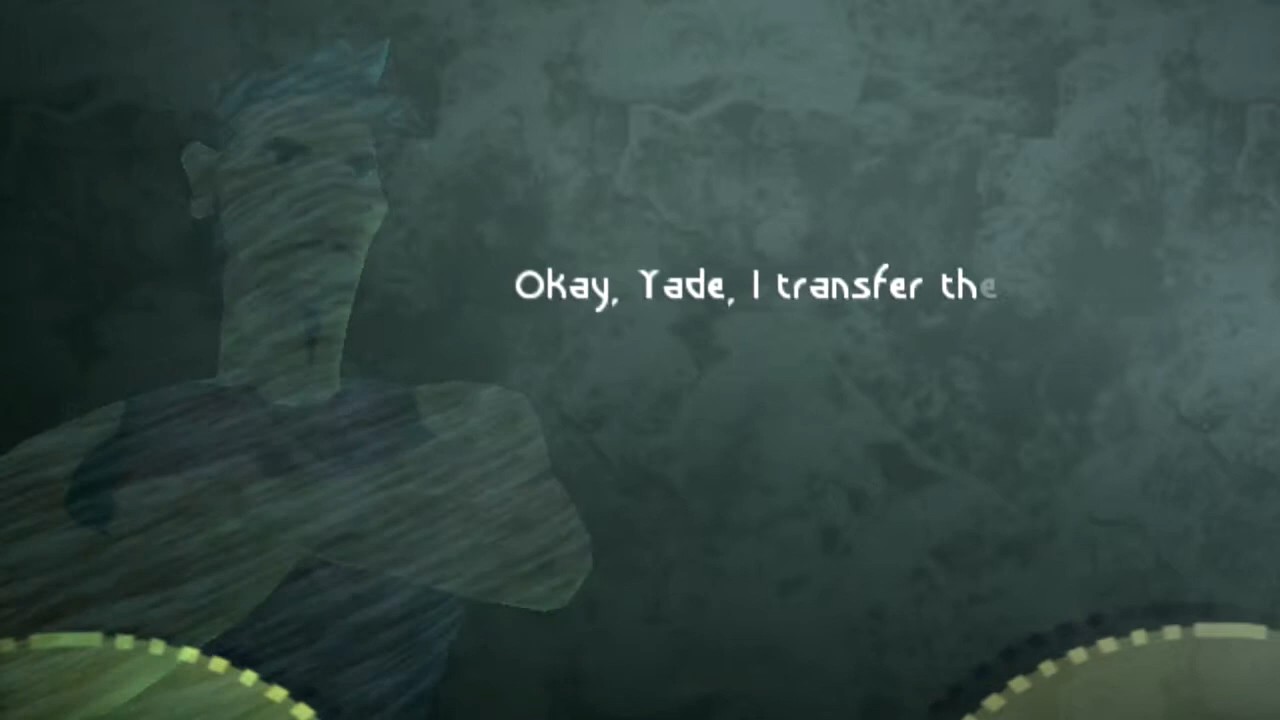 Okay, Yade, I transfer the